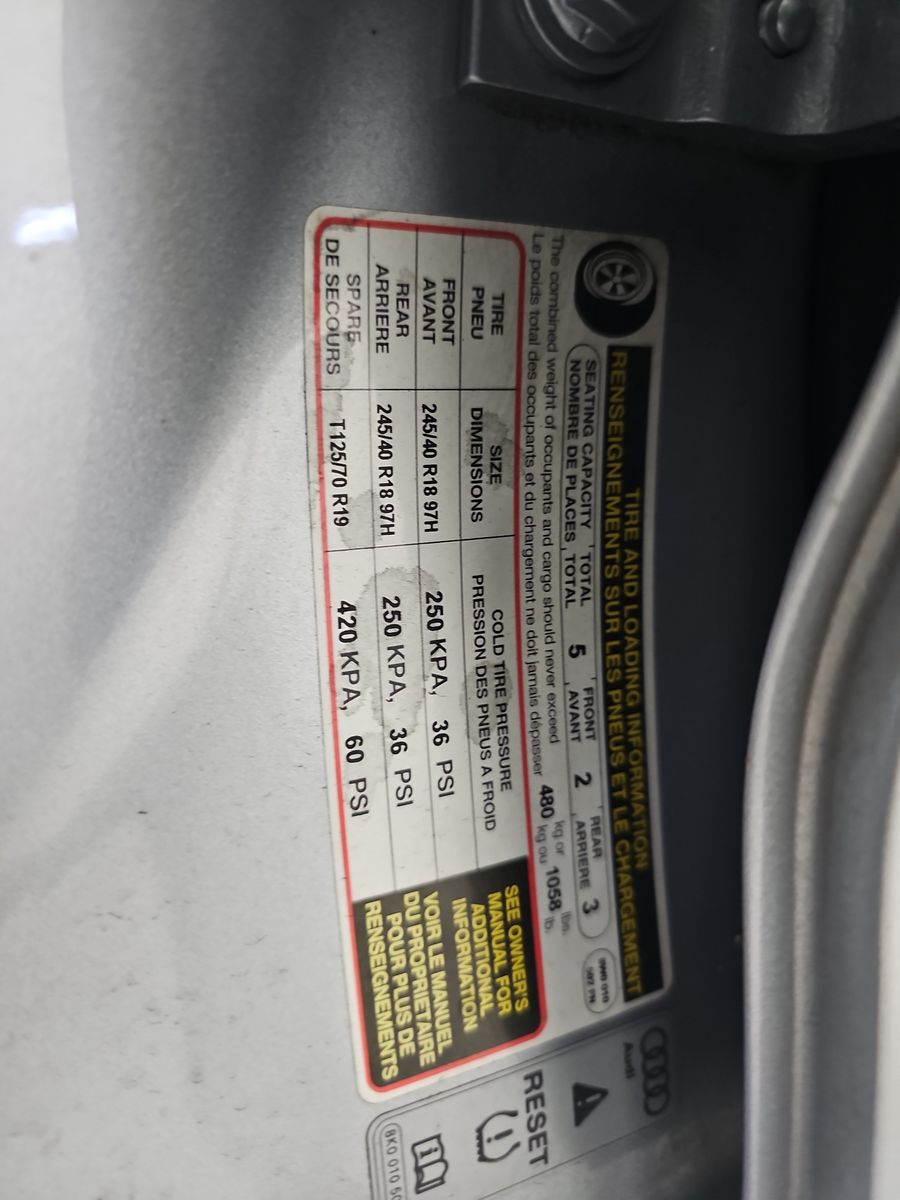 TIRE AND LOADING INFORMATION
RENSEIGNEMENTS SUR LES PNEUS ET LE CHARGEMENT
SEATING CAPACITY TOTAL 5 FRONT 2 REAR 3
NOMBRE DE PLACES TOTAL AVANT ARRIERE
The combined weight of occupants and cargo should never exceed 480 kg or 1058 lbs.
Le poids total des occupants et du chargement ne doit jamais dépasser kg ou lb.
TIRE SIZE COLD TIRE PRESSURE
PNEU DIMENSIONS PRESSION DES PNEUS A FROID
FRONT 245/40 R18 97H 250 KPA, 36 PSI
AVANT
REAR 245/40 R18 97H 250 KPA, 36 PSI
ARRIERE
SPARE T125/70 R19 420 KPA, 60 PSI
DE SECOURS
SEE OWNER'S
MANUAL FOR
ADDITIONAL
INFORMATION
VOIR LE MANUEL
DU PROPRIETAIRE
POUR PLUS DE
RENSEIGNEMENTS
Audi
RESET
8K0 010